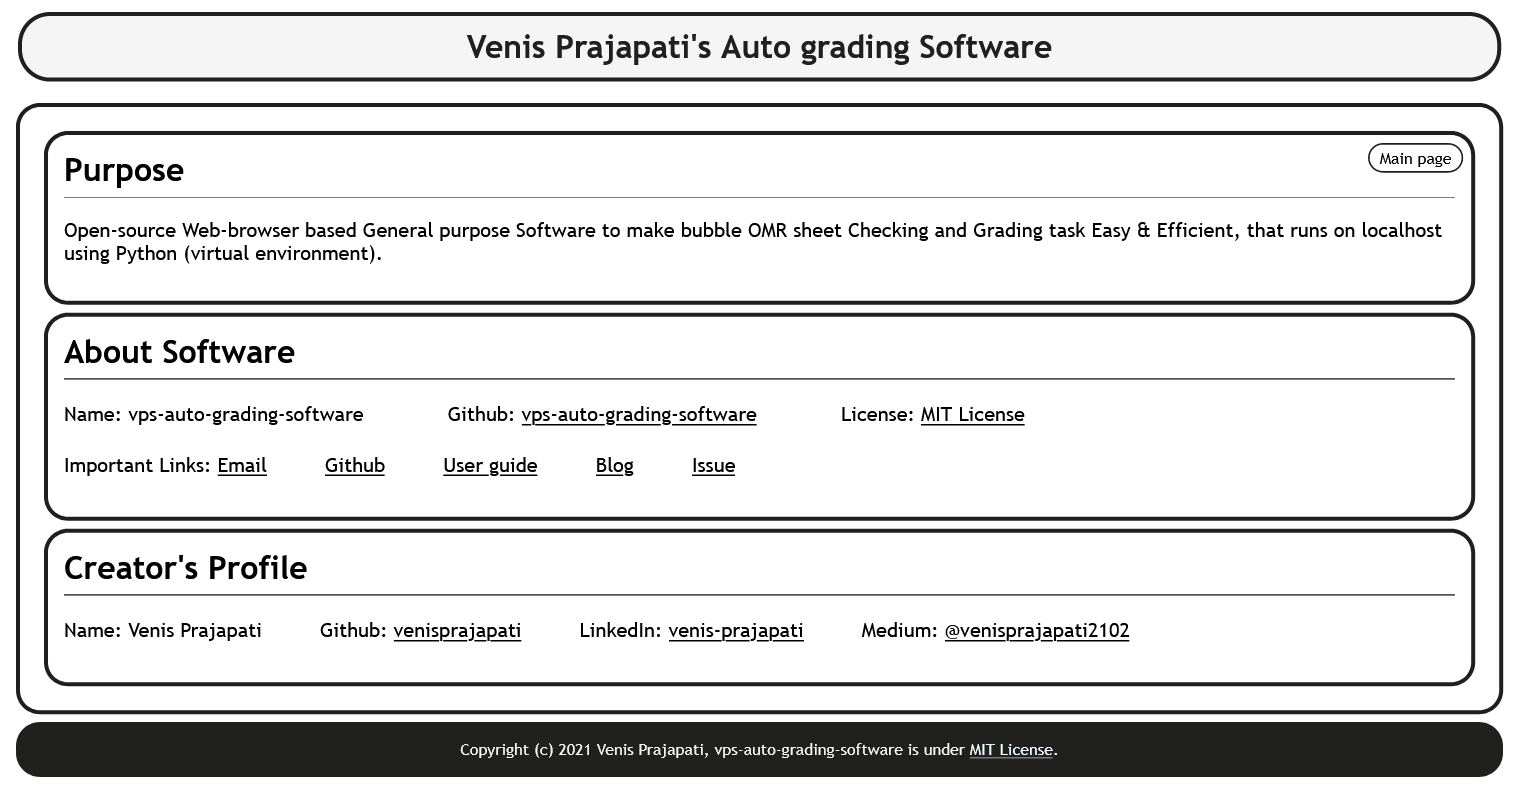 Venis Prajapati's Auto grading Software
Purpose
Main page
Open-source Web-browser based General purpose Software to make bubble OMR sheet Checking and Grading task Easy & Efficient, that runs on localhost
using Python (virtual environment).
About Software
Name: vps-auto-grading-software Github: vps-auto-grading-software License: MIT License
Important Links: Email Github User guide Blog Issue
Creator's Profile
Name: Venis Prajapati Github: venisprajapati LinkedIn: venis-prajapati Medium: @venisprajapati2102
Copyright (c) 2021 Venis Prajapati, vps-auto-grading-software is under MIT License.